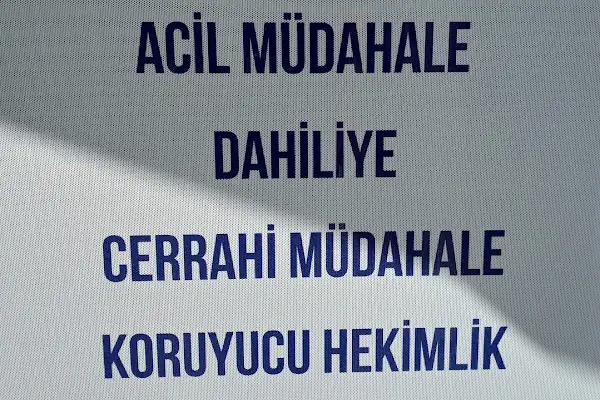 ACİL MÜDAHALE
DAHİLİYE
CERRAHİ MÜDAHALE
KORUYUCU HEKİMLİK